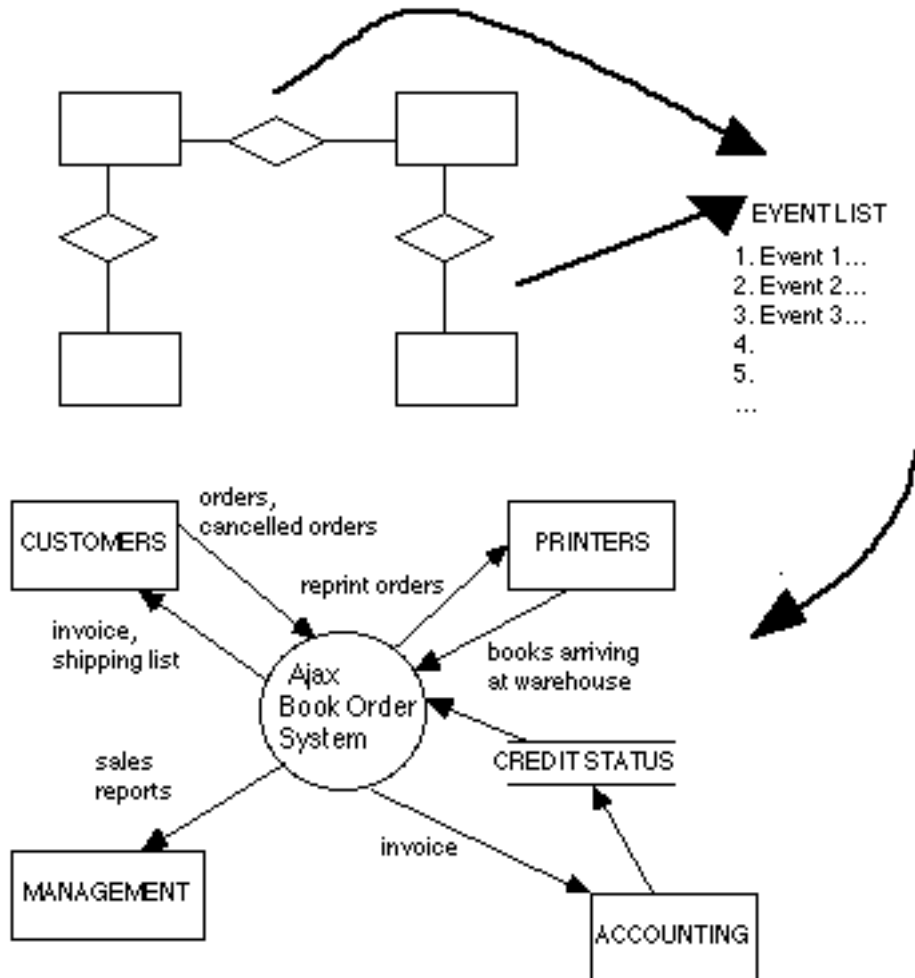 EVENT LIST
1. Event 1...
2. Event 2...
3. Event 3...
4.
5.
...
orders,
cancelled orders
CUSTOMERS
PRINTERS
reprint orders
invoice,
shipping list
books arriving
at warehouse
Ajax
Book Order
System
CREDIT STATUS
sales
reports
invoice
MANAGEMENT
ACCOUNTING